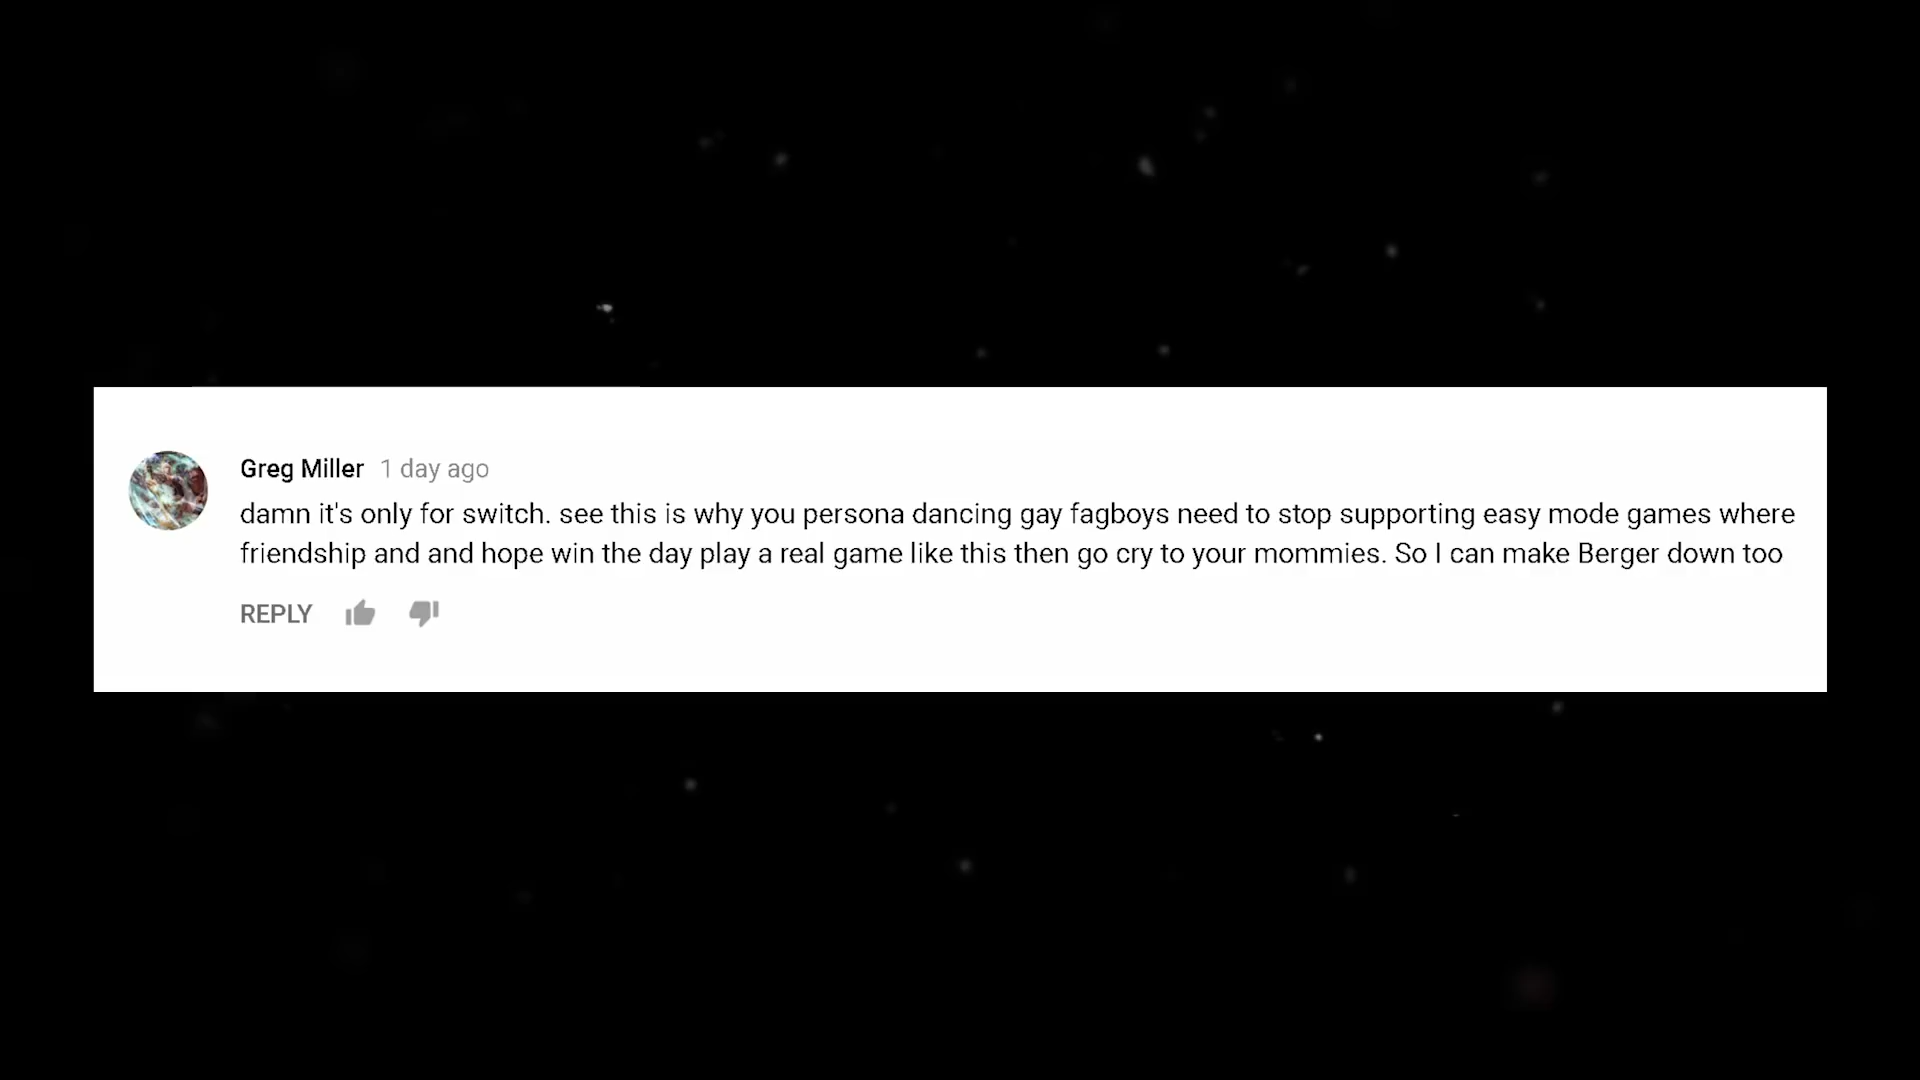 Greg Miller 1 day ago
damn it's only for switch. see this is why you persona dancing gay fagboys need to stop supporting easy mode games where
friendship and and hope win the day play a real game like this then go cry to your mommies. So I can make Berger down too
REPLY